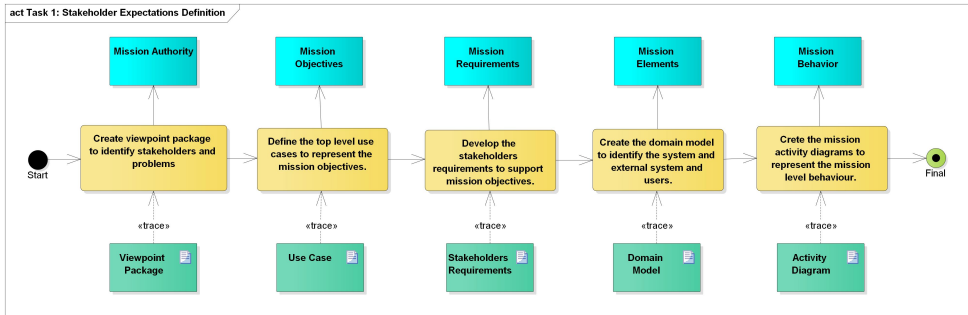 act Task 1: Stakeholder Expectations Definition
Mission Authority
Mission
Objectives
Mission
Requirements
Mission
Elements
Mission
Behavior
Start
Create viewpoint package
to identify stakeholders and
problems
Define the top level use
cases to represent the
mission objectives.
Develop the
stakeholders
requirements to support
mission objectives.
Create the domain model
to identify the system and
external system and
users.
Crete the mission
activity diagrams to
represent the mission
level behaviour.
Final
«trace»
«trace»
«trace»
«trace»
«trace»
Viewpoint
Package
Use Case
Stakeholders
Requirements
Domain
Model
Activity
Diagram